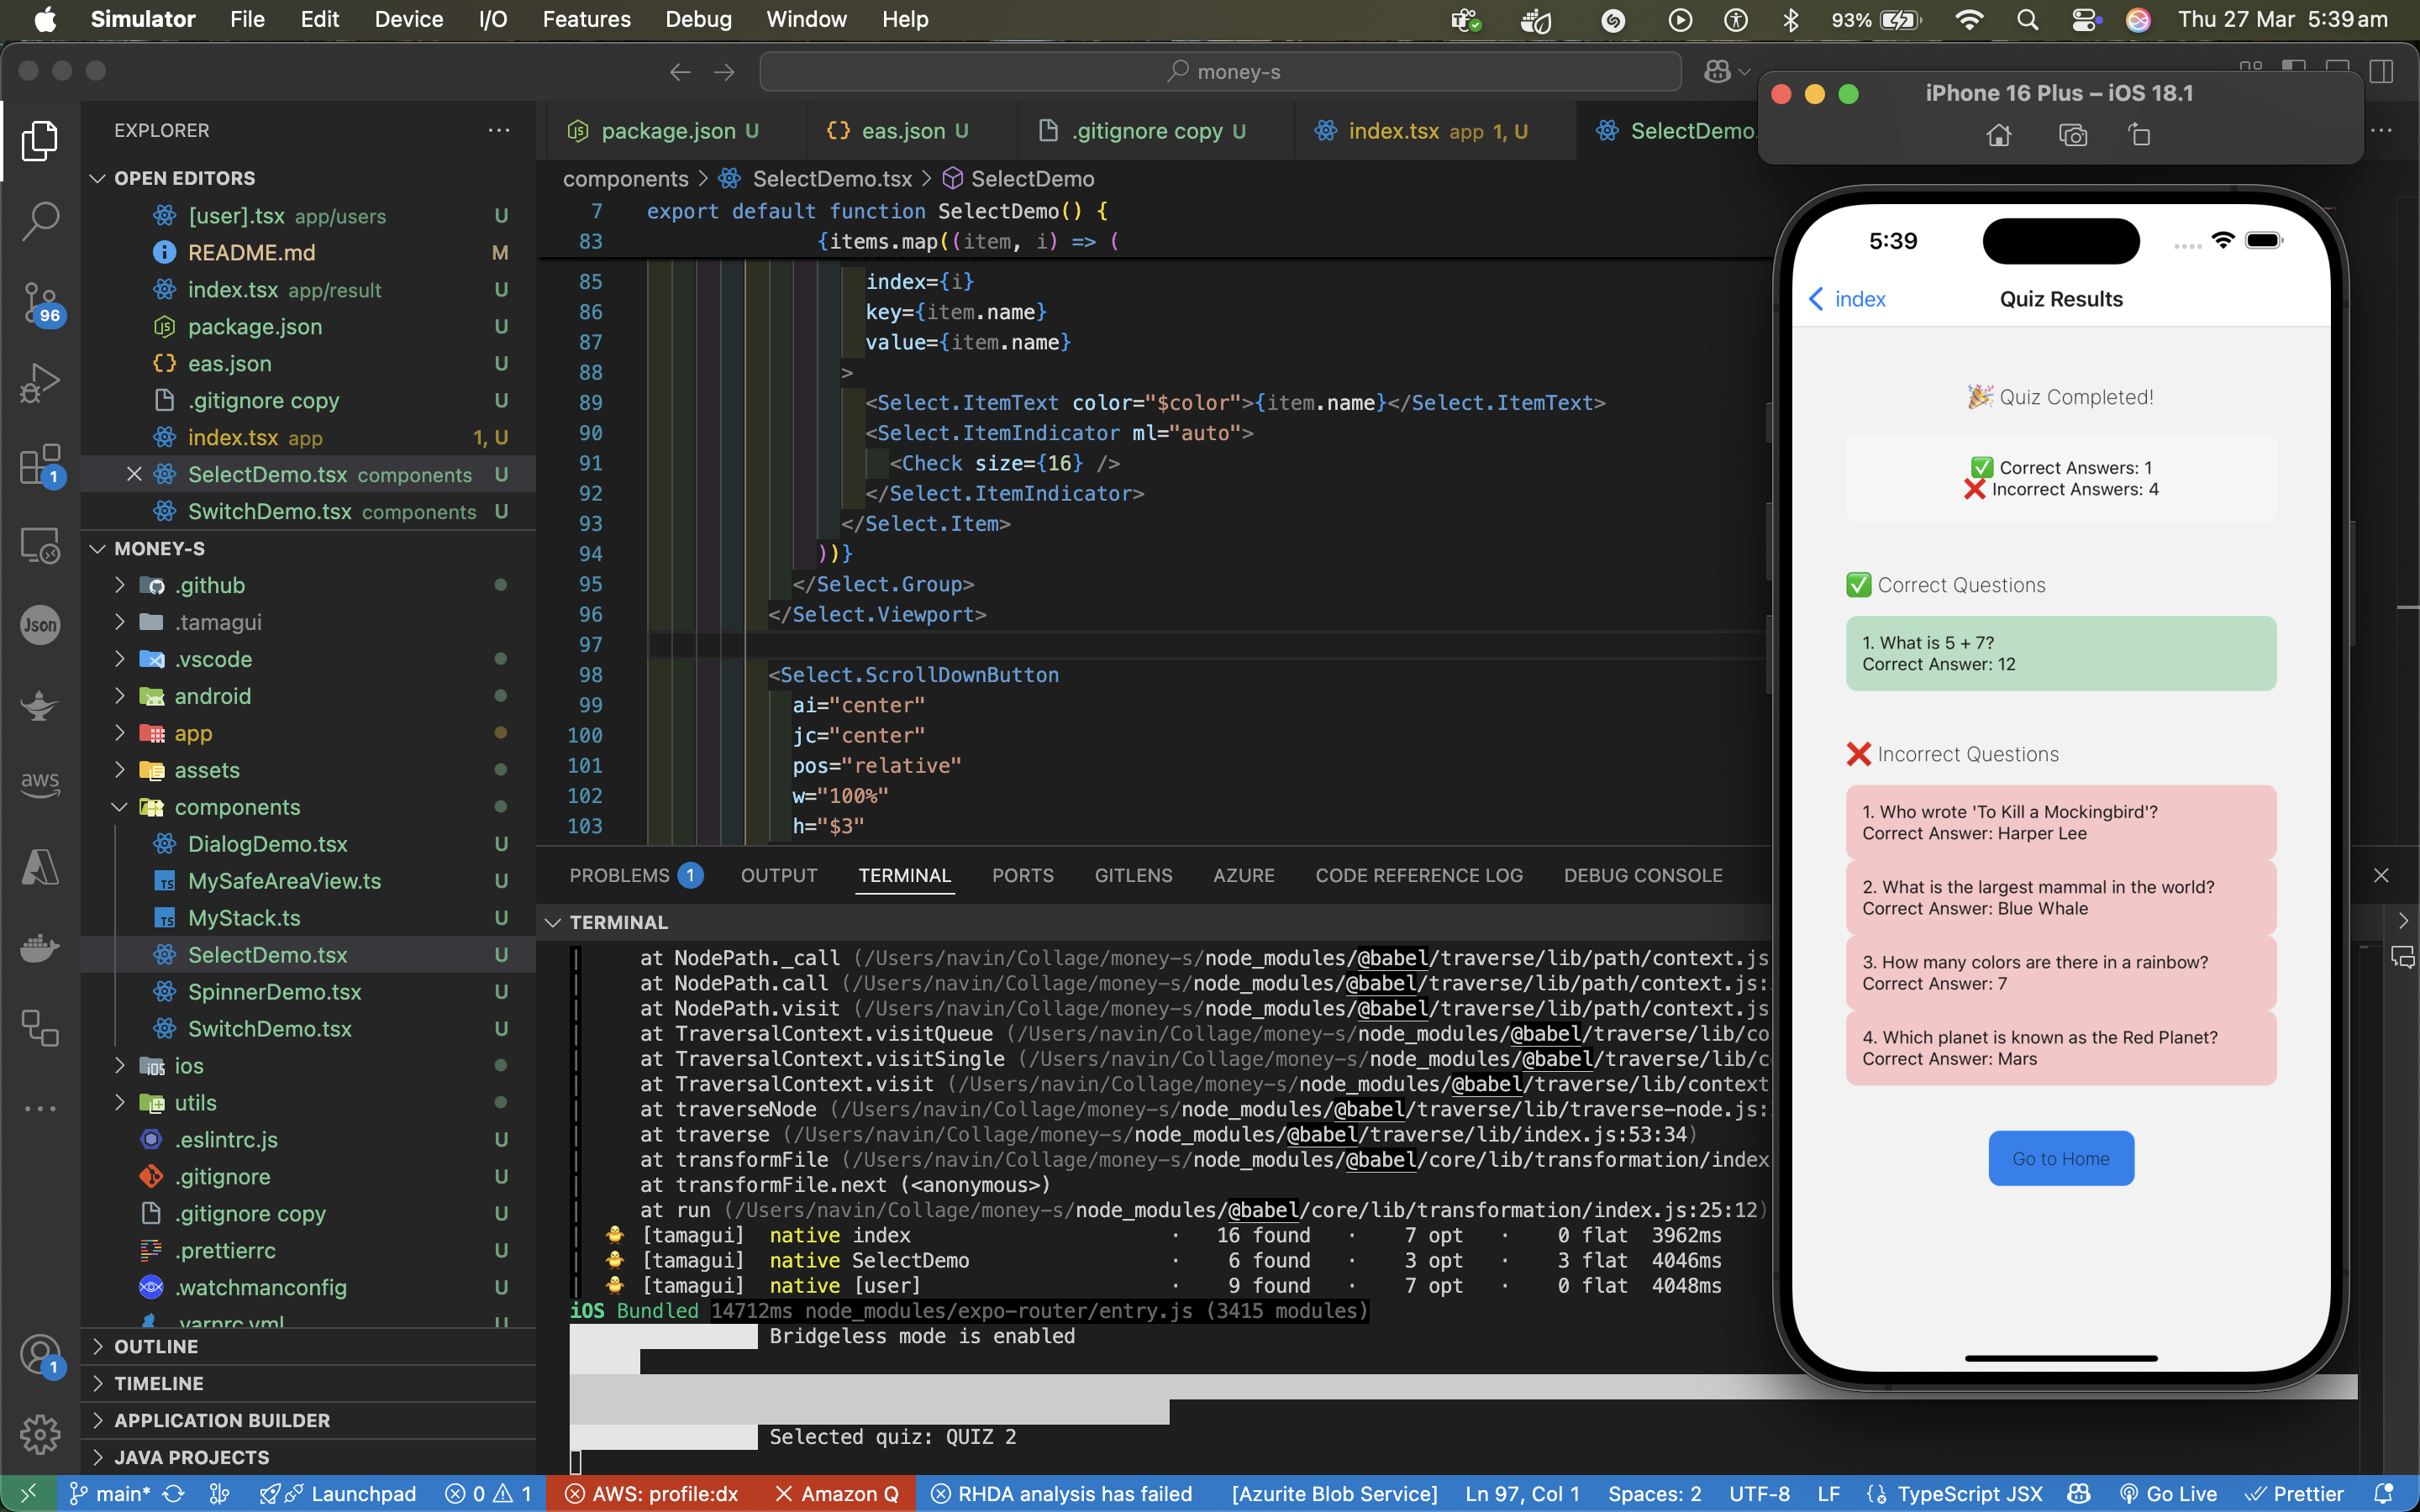 Simulator File Edit Device I/O Features Debug Window Help 93% Thu 27 Mar 5:39 am
money-s
EXPLORER
OPEN EDITORS
[user].tsx app/users U
README.md M
index.tsx app/result U
package.json U
eas.json U
.gitignore copy U
index.tsx app 1, U
SelectDemo.tsx components U
SwitchDemo.tsx components U
MONEY-S
.github
.tamagui
.vscode
android
app
assets
components
DialogDemo.tsx U
MySafeAreaView.ts U
MyStack.ts U
SelectDemo.tsx U
SpinnerDemo.tsx U
SwitchDemo.tsx U
ios
utils
.eslintrc.js U
.gitignore U
.gitignore copy U
.prettierrc U
.watchmanconfig U
.yarnrc.yml U
OUTLINE
TIMELINE
APPLICATION BUILDER
JAVA PROJECTS
96
1
Json
aws
1
package.json U eas.json U .gitignore copy U index.tsx app 1, U SelectDemo.
components > SelectDemo.tsx > SelectDemo
7 export default function SelectDemo() {
83 {items.map((item, i) => (
85 index={i}
86 key={item.name}
87 value={item.name}
88 >
89 <Select.ItemText color="$color">{item.name}</Select.ItemText>
90 <Select.ItemIndicator ml="auto">
91 <Check size={16} />
92 </Select.ItemIndicator>
93 </Select.Item>
94 ))}
95 </Select.Group>
96 </Select.Viewport>
97
98 <Select.ScrollDownButton
99 ai="center"
100 jc="center"
101 pos="relative"
102 w="100%"
103 h="$3"
PROBLEMS 1 OUTPUT TERMINAL PORTS GITLENS AZURE CODE REFERENCE LOG DEBUG CONSOLE
TERMINAL
at NodePath._call (/Users/navin/Collage/money-s/node_modules/@babel/traverse/lib/path/context.js
at NodePath.call (/Users/navin/Collage/money-s/node_modules/@babel/traverse/lib/path/context.js:
at NodePath.visit (/Users/navin/Collage/money-s/node_modules/@babel/traverse/lib/path/context.js
at TraversalContext.visitQueue (/Users/navin/Collage/money-s/node_modules/@babel/traverse/lib/co
at TraversalContext.visitSingle (/Users/navin/Collage/money-s/node_modules/@babel/traverse/lib/c
at TraversalContext.visit (/Users/navin/Collage/money-s/node_modules/@babel/traverse/lib/context
at traverseNode (/Users/navin/Collage/money-s/node_modules/@babel/traverse/lib/traverse-node.js:
at traverse (/Users/navin/Collage/money-s/node_modules/@babel/traverse/lib/index.js:53:34)
at transformFile (/Users/navin/Collage/money-s/node_modules/@babel/core/lib/transformation/index
at transformFile.next (<anonymous>)
at run (/Users/navin/Collage/money-s/node_modules/@babel/core/lib/transformation/index.js:25:12)
[tamagui] native index · 16 found · 7 opt · 0 flat 3962ms
[tamagui] native SelectDemo · 6 found · 3 opt · 3 flat 4046ms
[tamagui] native [user] · 9 found · 7 opt · 0 flat 4048ms
iOS Bundled 14712ms node_modules/expo-router/entry.js (3415 modules)
Bridgeless mode is enabled
Selected quiz: QUIZ 2
main* Launchpad 0 1 AWS: profile:dx Amazon Q RHDA analysis has failed [Azurite Blob Service] Ln 97, Col 1 Spaces: 2 UTF-8 LF TypeScript JSX Go Live Prettier
iPhone 16 Plus – iOS 18.1
5:39
index Quiz Results
🎉 Quiz Completed!
✅ Correct Answers: 1
❌ Incorrect Answers: 4
✅ Correct Questions
1. What is 5 + 7?
Correct Answer: 12
❌ Incorrect Questions
1. Who wrote 'To Kill a Mockingbird'?
Correct Answer: Harper Lee
2. What is the largest mammal in the world?
Correct Answer: Blue Whale
3. How many colors are there in a rainbow?
Correct Answer: 7
4. Which planet is known as the Red Planet?
Correct Answer: Mars
Go to Home